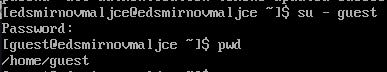 [edsmirnovmaljce@edsmirnovmaljce ~]$ su - guest
Password:
[guest@edsmirnovmaljce ~]$ pwd
/home/guest